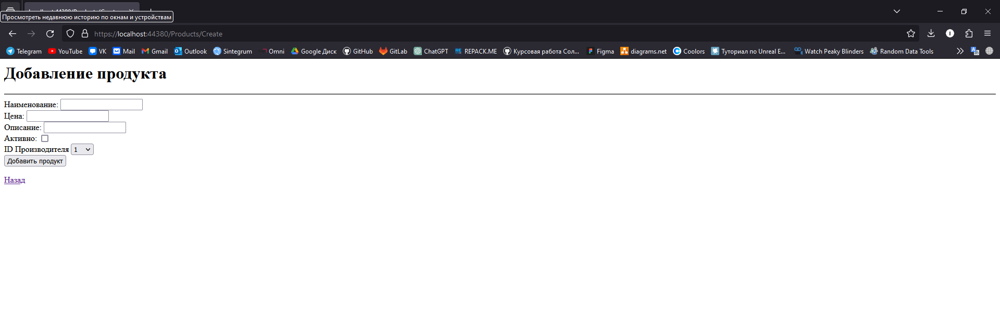 Просмотреть недавнюю историю по окнам и устройствам
https://localhost:44380/Products/Create
Telegram YouTube VK Mail Gmail Outlook Sintegrum Omni Google Диск GitHub GitLab ChatGPT REPACK.ME Курсовая работа Сол... Figma diagrams.net Coolors Туториал по Unreal E... Watch Peaky Blinders Random Data Tools
Добавление продукта
Наименование:
Цена:
Описание:
Активно:
ID Производителя 1
Добавить продукт
Назад